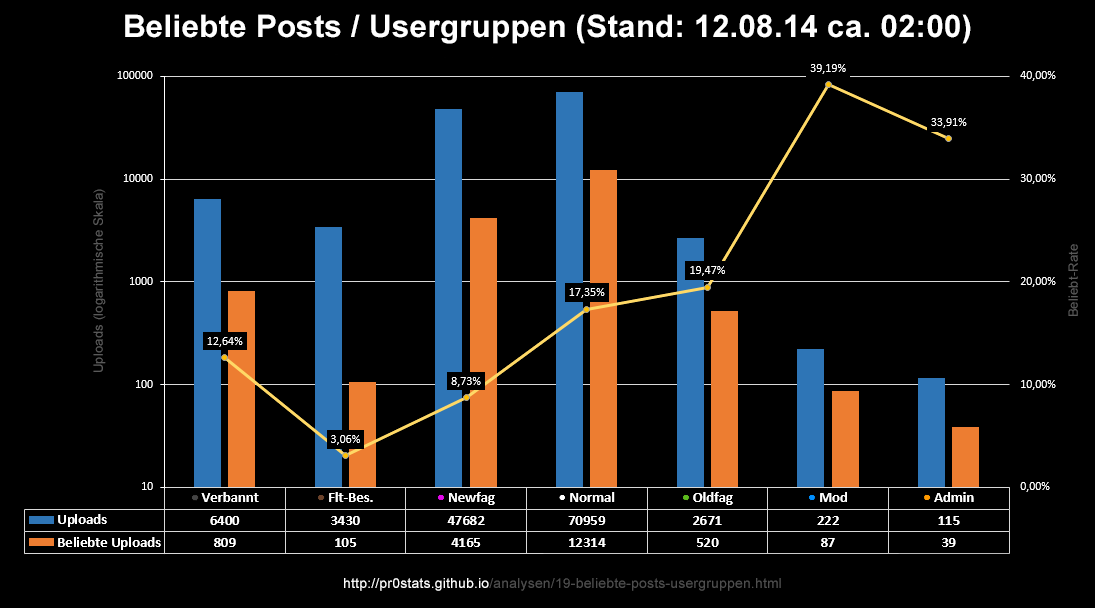 Beliebte Posts / Usergruppen (Stand: 12.08.14 ca. 02:00)
100000
10000
1000
100
10
Uploads (logarithmische Skala)
40,00%
30,00%
20,00%
10,00%
0,00%
Beliebt-Rate
12,64%
3,06%
8,73%
17,35%
19,47%
39,19%
33,91%
Verbannt Flt-Bes. Newfag Normal Oldfag Mod Admin
Uploads 6400 3430 47682 70959 2671 222 115
Beliebte Uploads 809 105 4165 12314 520 87 39
http://pr0stats.github.io/analysen/19-beliebte-posts-usergruppen.html